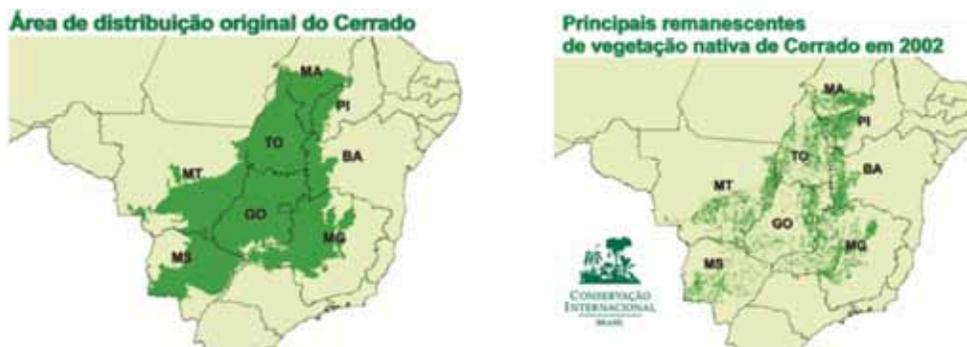 Área de distribuição original do Cerrado
MA
PI
TO
BA
MT
GO
MG
MS
Principais remanescentes
de vegetação nativa de Cerrado em 2002
MA
PI
TO
BA
MT
GO
MG
MS
CONSERVAÇÃO
INTERNACIONAL
BRASIL